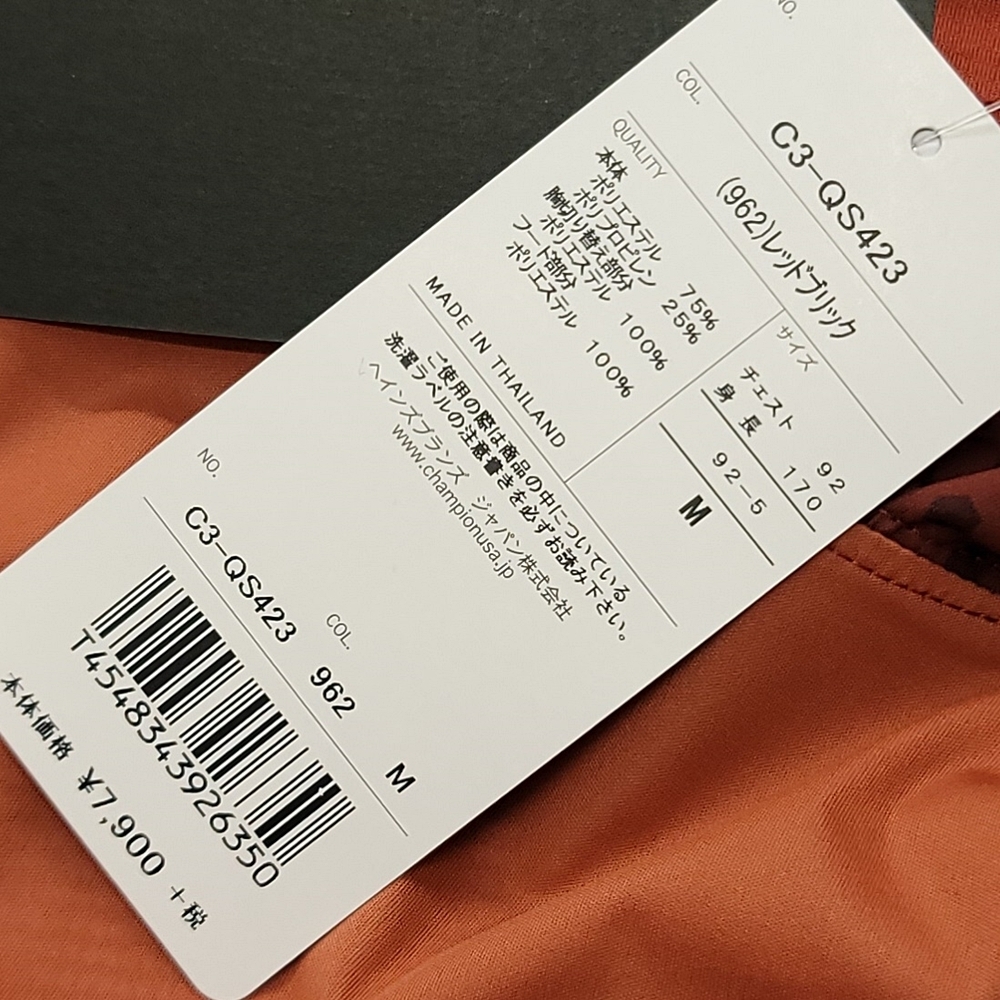 NO.
C3-QS423
COL.
(962)レッドブリック
QUALITY
本体
ポリエステル 75%
ポリプロピレン 25%
胸切り替え部分
ポリエステル 100%
フード部分
ポリエステル 100%
サイズ
チェスト 92
身長 170
92-5
M
MADE IN THAILAND
ご使用の際は商品の中についている
洗濯ラベルの注意書きを必ずお読み下さい。
ヘインズブランズ ジャパン株式会社
www.championusa.jp
NO.
C3-QS423
COL.
962
M
T4548343926350
本体価格 ¥7,900 +税